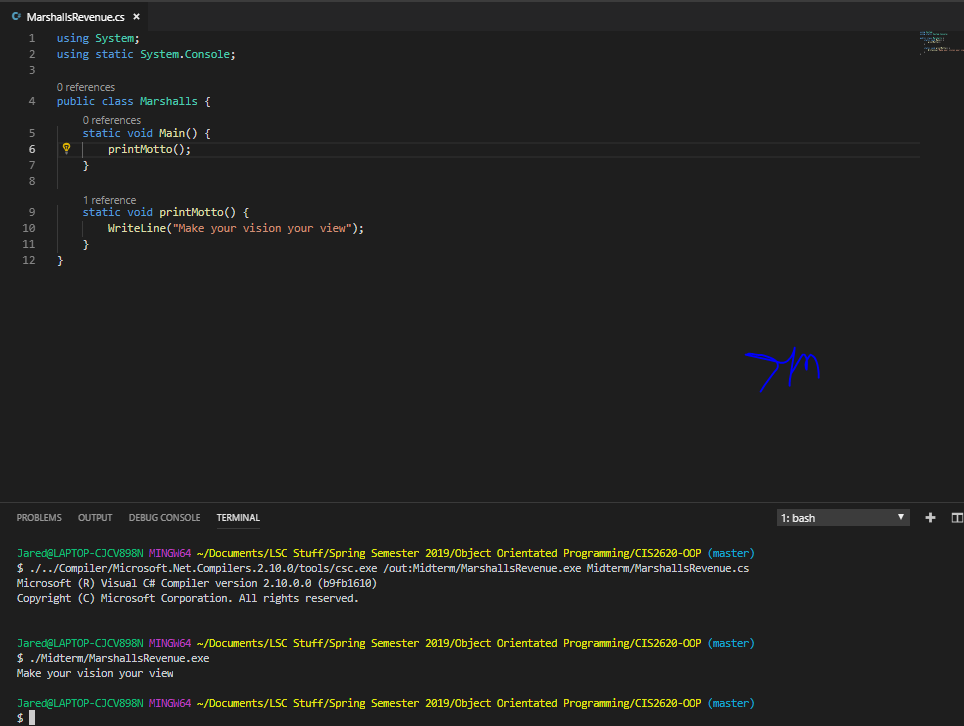 MarshallsRevenue.cs ×
1 using System;
2 using static System.Console;
3
0 references
4 public class Marshalls {
0 references
5 static void Main() {
6 printMotto();
7 }
8
1 reference
9 static void printMotto() {
10 WriteLine("Make your vision your view");
11 }
12 }
PROBLEMS OUTPUT DEBUG CONSOLE TERMINAL 1: bash
Jared@LAPTOP-CJCV898N MINGW64 ~/Documents/LSC Stuff/Spring Semester 2019/Object Orientated Programming/CIS2620-OOP (master)
$ ./../Compiler/Microsoft.Net.Compilers.2.10.0/tools/csc.exe /out:Midterm/MarshallsRevenue.exe Midterm/MarshallsRevenue.cs
Microsoft (R) Visual C# Compiler version 2.10.0.0 (b9fb1610)
Copyright (C) Microsoft Corporation. All rights reserved.
Jared@LAPTOP-CJCV898N MINGW64 ~/Documents/LSC Stuff/Spring Semester 2019/Object Orientated Programming/CIS2620-OOP (master)
$ ./Midterm/MarshallsRevenue.exe
Make your vision your view
Jared@LAPTOP-CJCV898N MINGW64 ~/Documents/LSC Stuff/Spring Semester 2019/Object Orientated Programming/CIS2620-OOP (master)
$